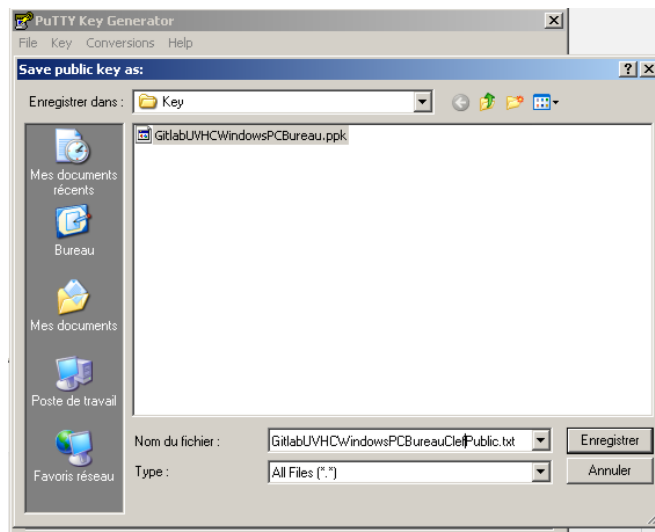 PuTTY Key Generator
File Key Conversions Help
Save public key as:
Enregistrer dans : Key
GitlabUVHCWindowsPCBureau.ppk
Mes documents
récents
Bureau
Mes documents
Poste de travail
Favoris réseau
Nom du fichier : GitlabUVHCWindowsPCBureauClefPublic.txt Enregistrer
Type : All Files (*.*) Annuler